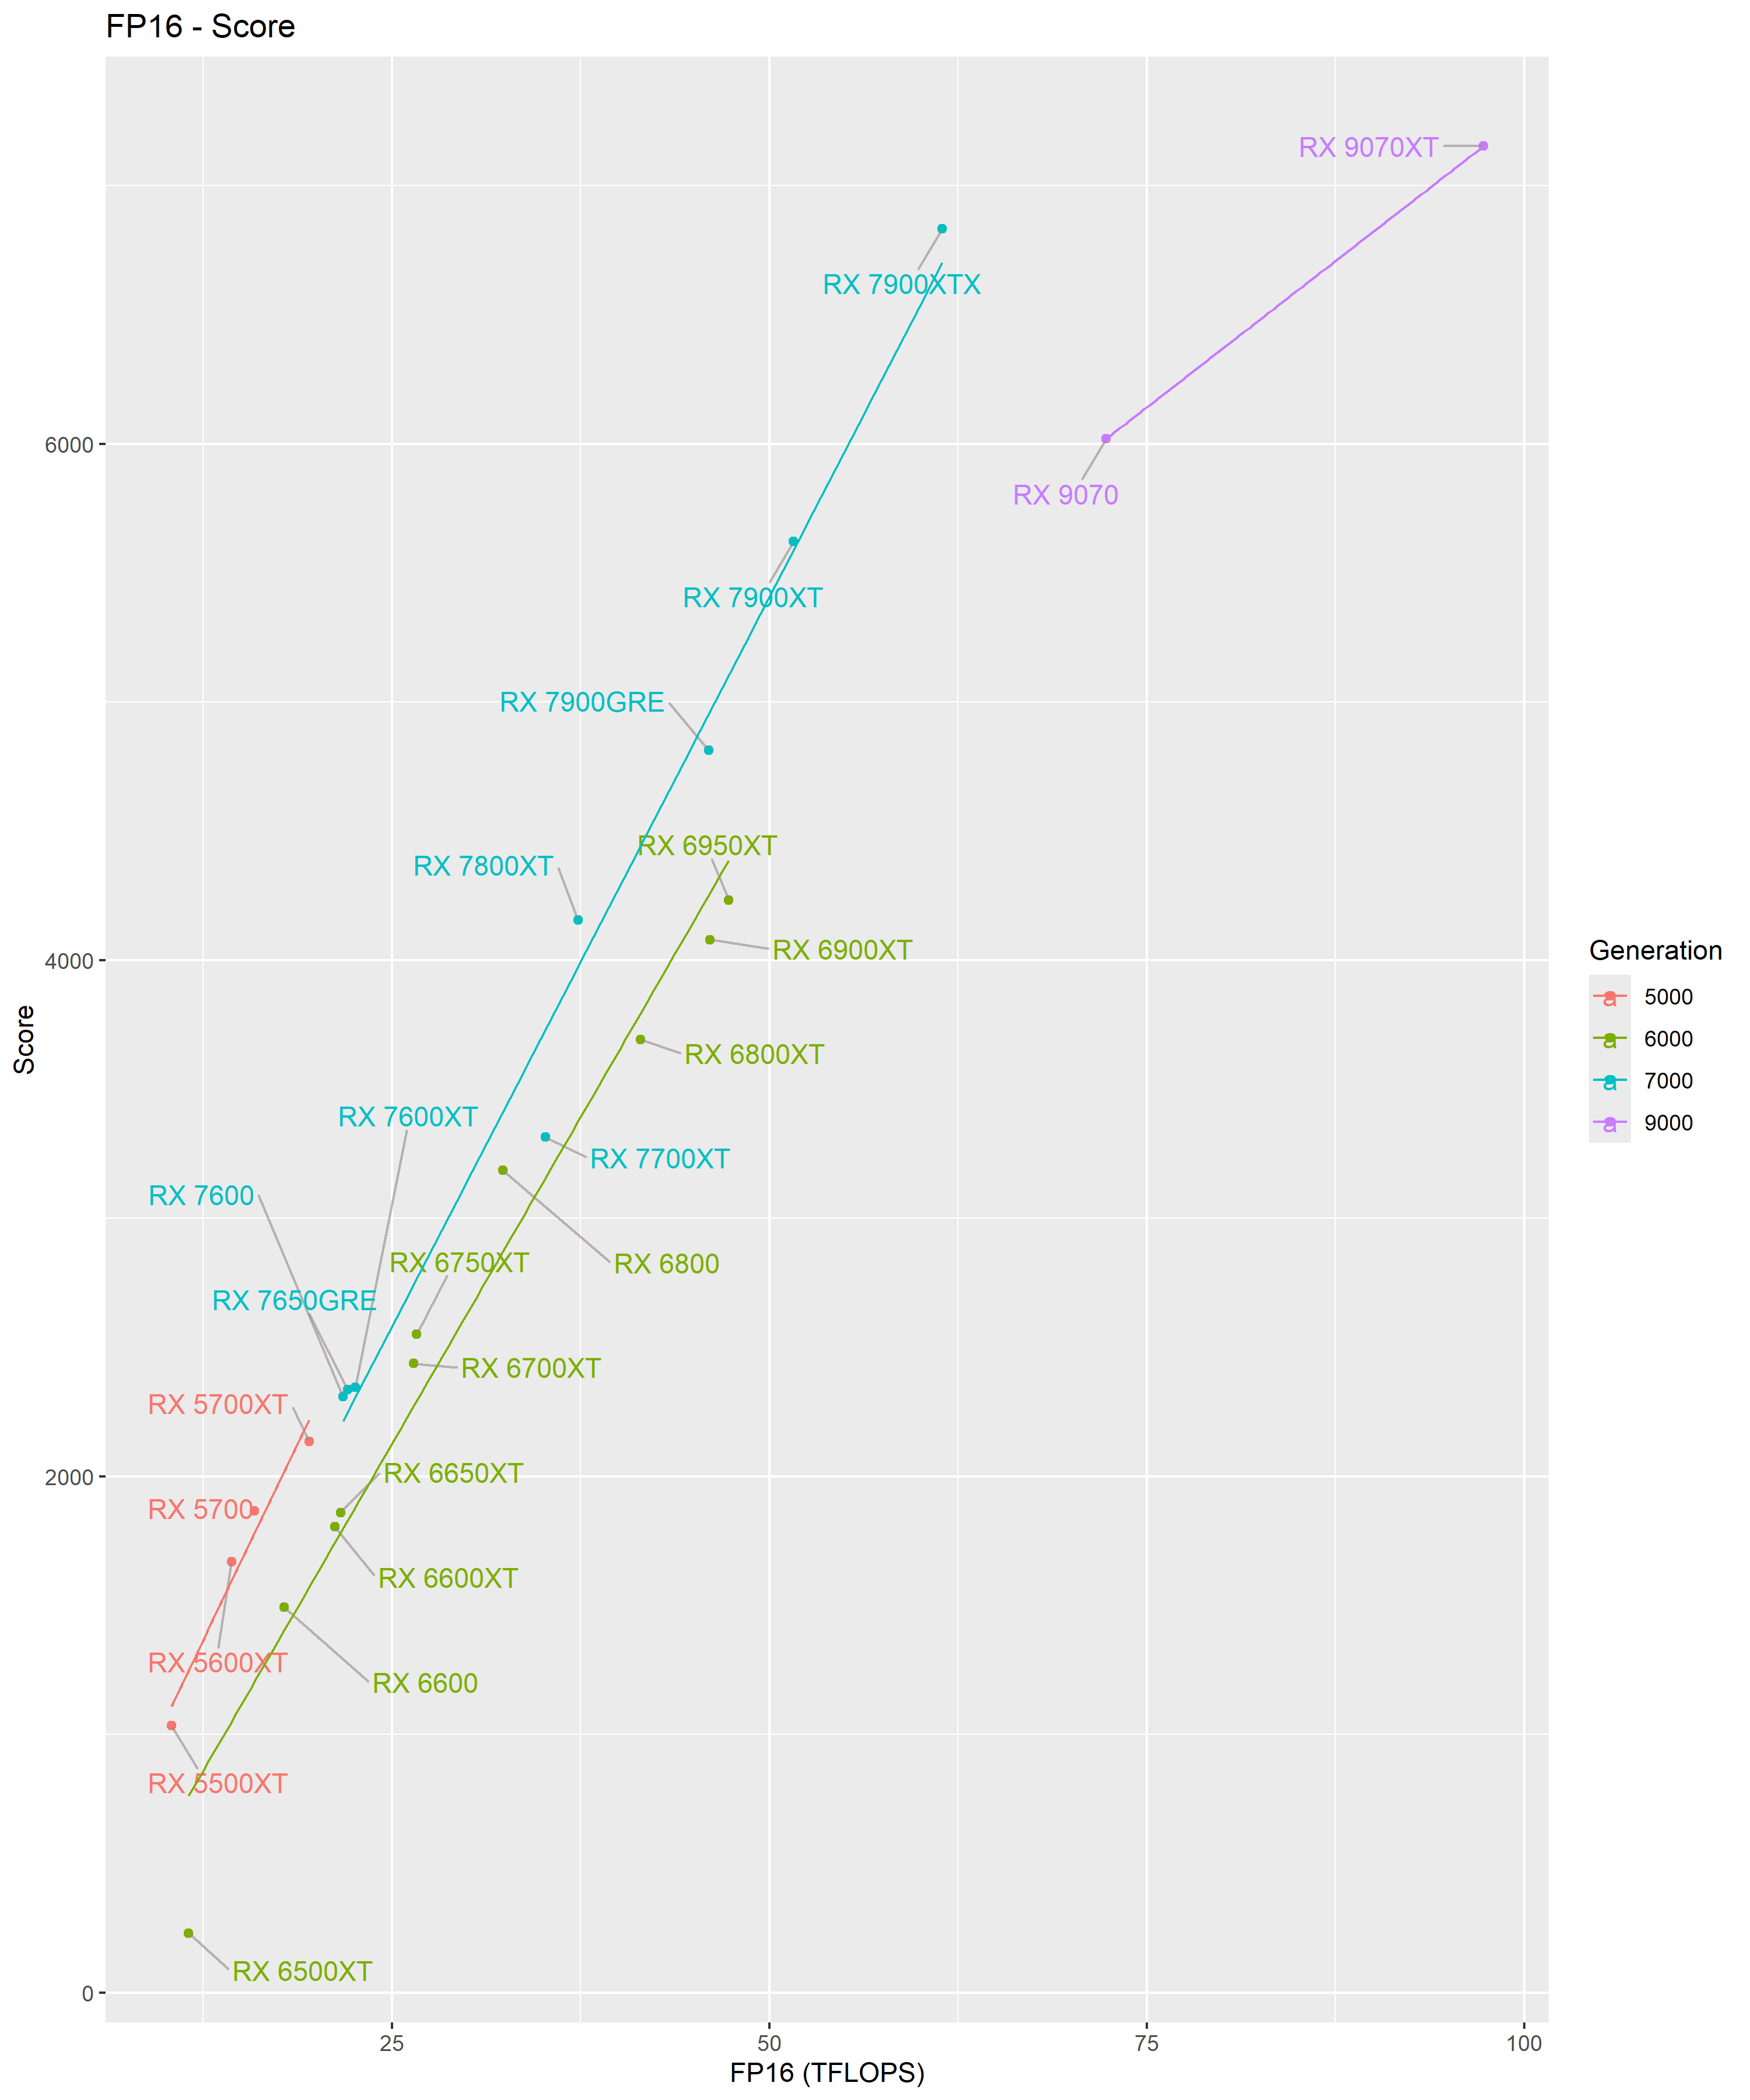 FP16 - Score
RX 9070XT
RX 7900XTX
6000
RX 9070
RX 7900XT
RX 7900GRE
RX 6950XT
RX 7800XT
RX 6900XT
4000
Generation
a 5000
a 6000
a 7000
a 9000
Score
RX 6800XT
RX 7600XT
RX 7700XT
RX 7600
RX 6750XT
RX 6800
RX 7650GRE
RX 6700XT
RX 5700XT
RX 6650XT
2000
RX 5700
RX 6600XT
RX 5600XT
RX 6600
RX 5500XT
RX 6500XT
0
25 50 75 100
FP16 (TFLOPS)